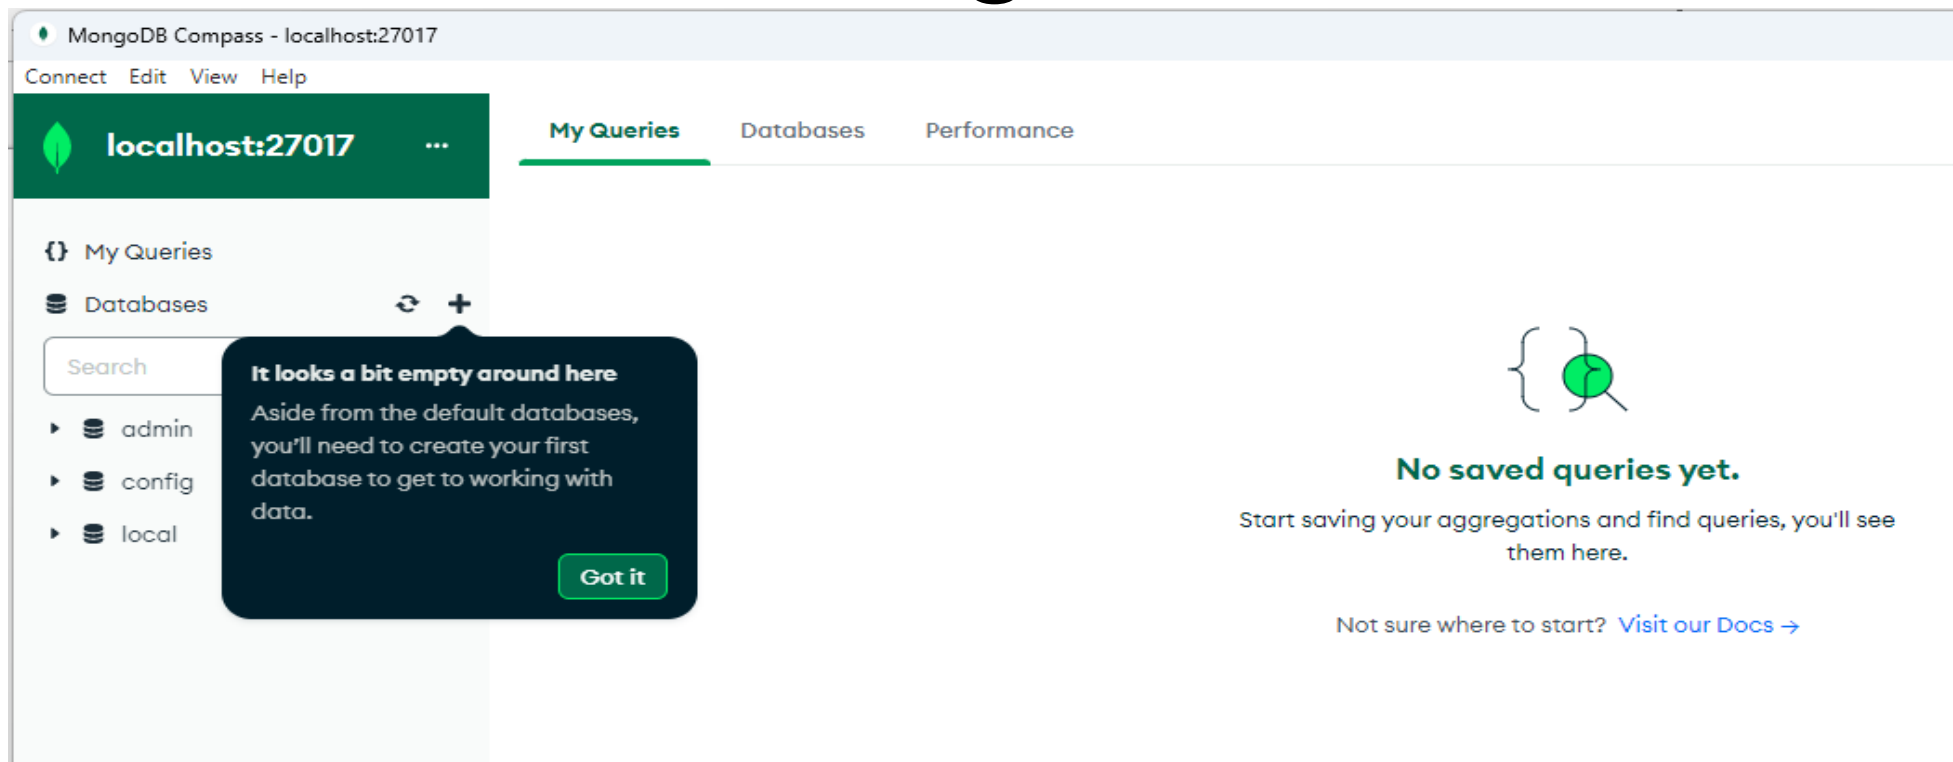 MongoDB Compass - localhost:27017
Connect Edit View Help
localhost:27017 ...
My Queries Databases Performance
{} My Queries
Databases
Search
admin
config
local
It looks a bit empty around here
Aside from the default databases,
you'll need to create your first
database to get to working with
data.
Got it
No saved queries yet.
Start saving your aggregations and find queries, you'll see
them here.
Not sure where to start? Visit our Docs →